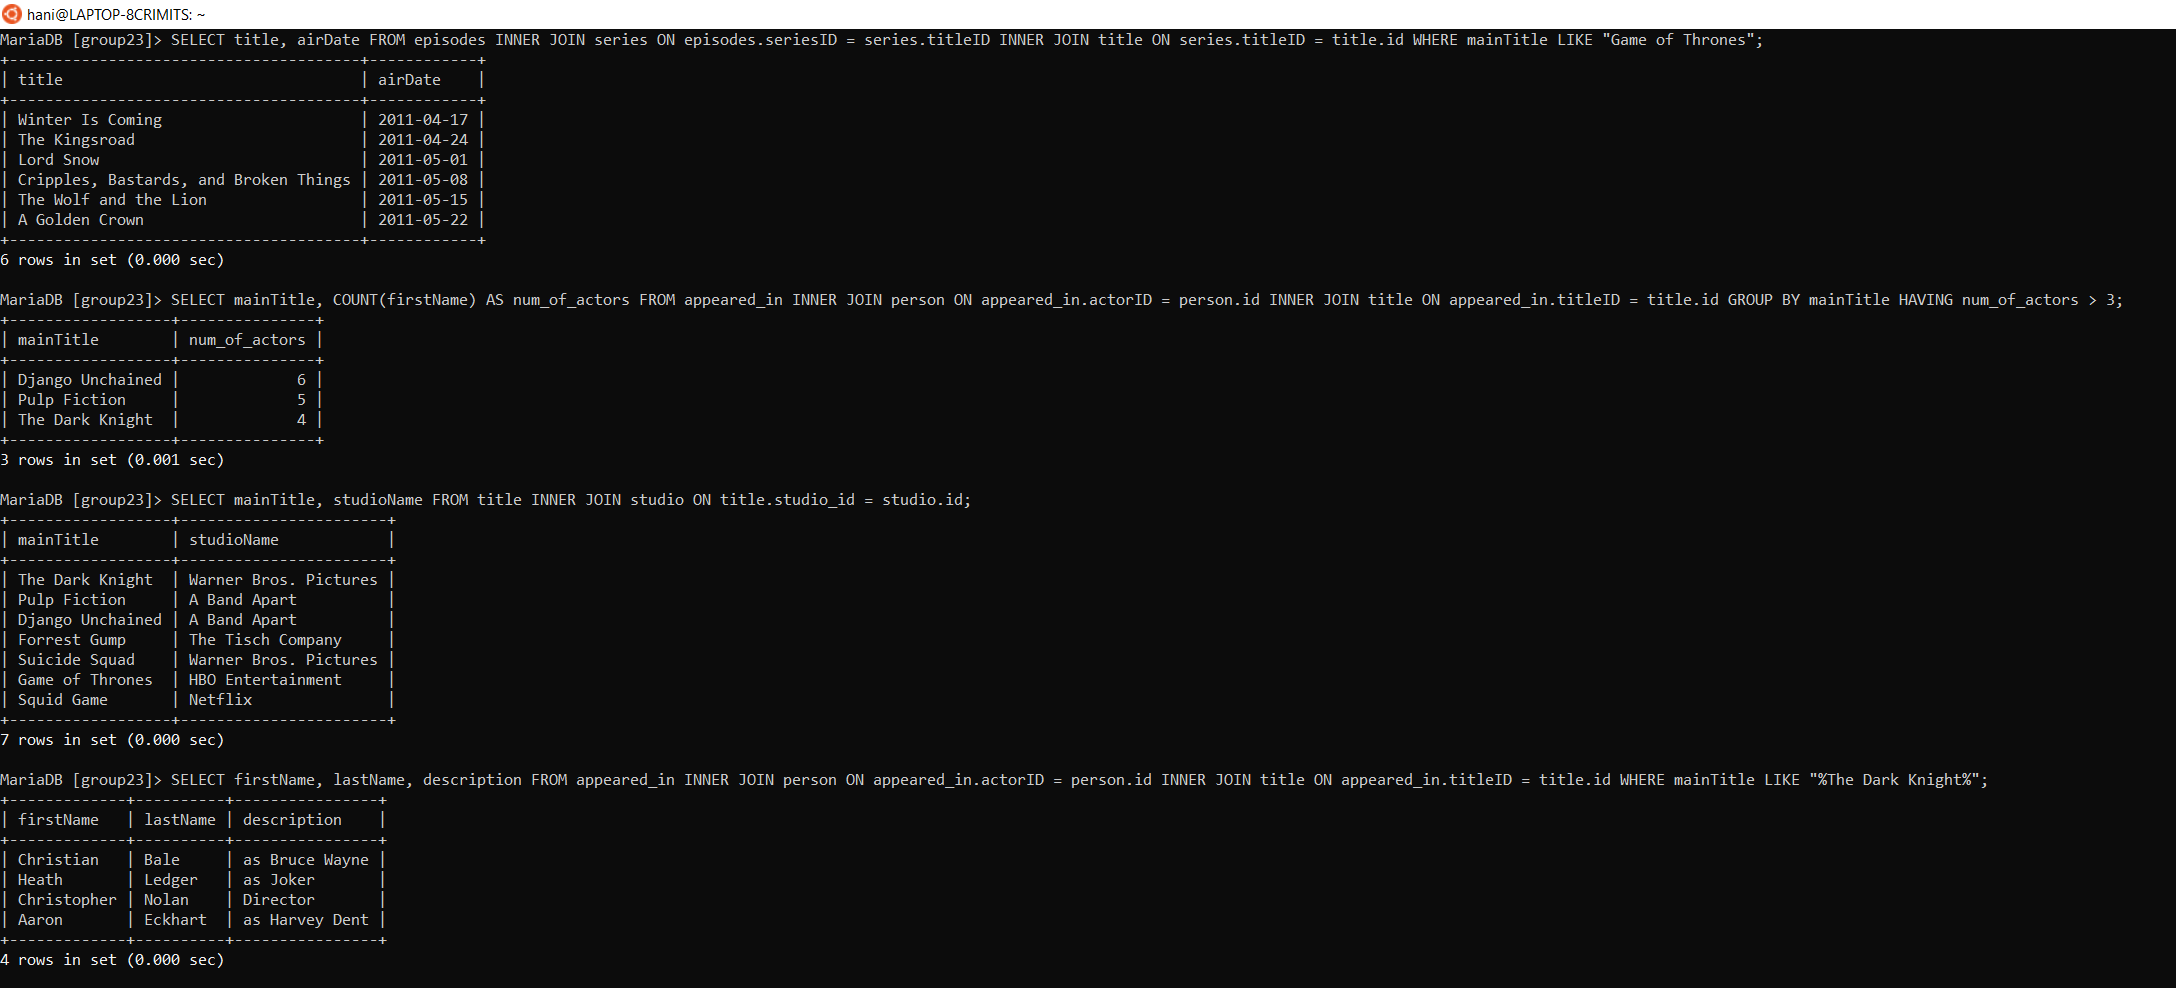 hani@LAPTOP-8CRIMITS: ~
MariaDB [group23]> SELECT title, airDate FROM episodes INNER JOIN series ON episodes.seriesID = series.titleID INNER JOIN title ON series.titleID = title.id WHERE mainTitle LIKE "Game of Thrones";
+---------------------------------------+------------+
| title                                 | airDate    |
+---------------------------------------+------------+
| Winter Is Coming                      | 2011-04-17 |
| The Kingsroad                         | 2011-04-24 |
| Lord Snow                             | 2011-05-01 |
| Cripples, Bastards, and Broken Things | 2011-05-08 |
| The Wolf and the Lion                 | 2011-05-15 |
| A Golden Crown                        | 2011-05-22 |
+---------------------------------------+------------+
6 rows in set (0.000 sec)
MariaDB [group23]> SELECT mainTitle, COUNT(firstName) AS num_of_actors FROM appeared_in INNER JOIN person ON appeared_in.actorID = person.id INNER JOIN title ON appeared_in.titleID = title.id GROUP BY mainTitle HAVING num_of_actors > 3;
+------------------+---------------+
| mainTitle        | num_of_actors |
+------------------+---------------+
| Django Unchained |             6 |
| Pulp Fiction     |             5 |
| The Dark Knight  |             4 |
+------------------+---------------+
3 rows in set (0.001 sec)
MariaDB [group23]> SELECT mainTitle, studioName FROM title INNER JOIN studio ON title.studio_id = studio.id;
+------------------+-----------------------+
| mainTitle        | studioName            |
+------------------+-----------------------+
| The Dark Knight  | Warner Bros. Pictures |
| Pulp Fiction     | A Band Apart          |
| Django Unchained | A Band Apart          |
| Forrest Gump     | The Tisch Company     |
| Suicide Squad    | Warner Bros. Pictures |
| Game of Thrones  | HBO Entertainment     |
| Squid Game       | Netflix               |
+------------------+-----------------------+
7 rows in set (0.000 sec)
MariaDB [group23]> SELECT firstName, lastName, description FROM appeared_in INNER JOIN person ON appeared_in.actorID = person.id INNER JOIN title ON appeared_in.titleID = title.id WHERE mainTitle LIKE "%The Dark Knight%";
+-------------+----------+----------------+
| firstName   | lastName | description    |
+-------------+----------+----------------+
| Christian   | Bale     | as Bruce Wayne |
| Heath       | Ledger   | as Joker       |
| Christopher | Nolan    | Director       |
| Aaron       | Eckhart  | as Harvey Dent |
+-------------+----------+----------------+
4 rows in set (0.000 sec)